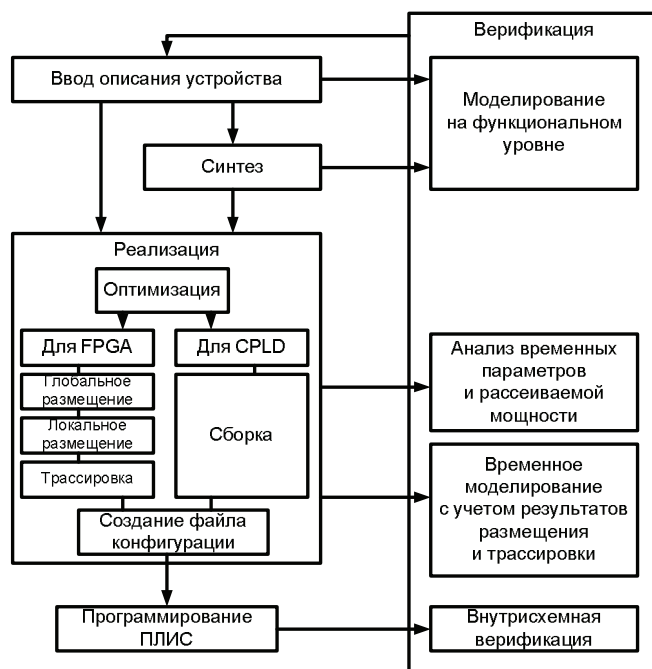 Верификация
Ввод описания устройства
Моделирование
на функциональном
уровне
Синтез
Реализация
Оптимизация
Для FPGA
Для CPLD
Глобальное
размещение
Локальное
размещение
Трассировка
Сборка
Создание файла
конфигурации
Анализ временных
параметров
и рассеиваемой
мощности
Временное
моделирование
с учетом результатов
размещения
и трассировки
Программирование
ПЛИС
Внутрисхемная
верификация